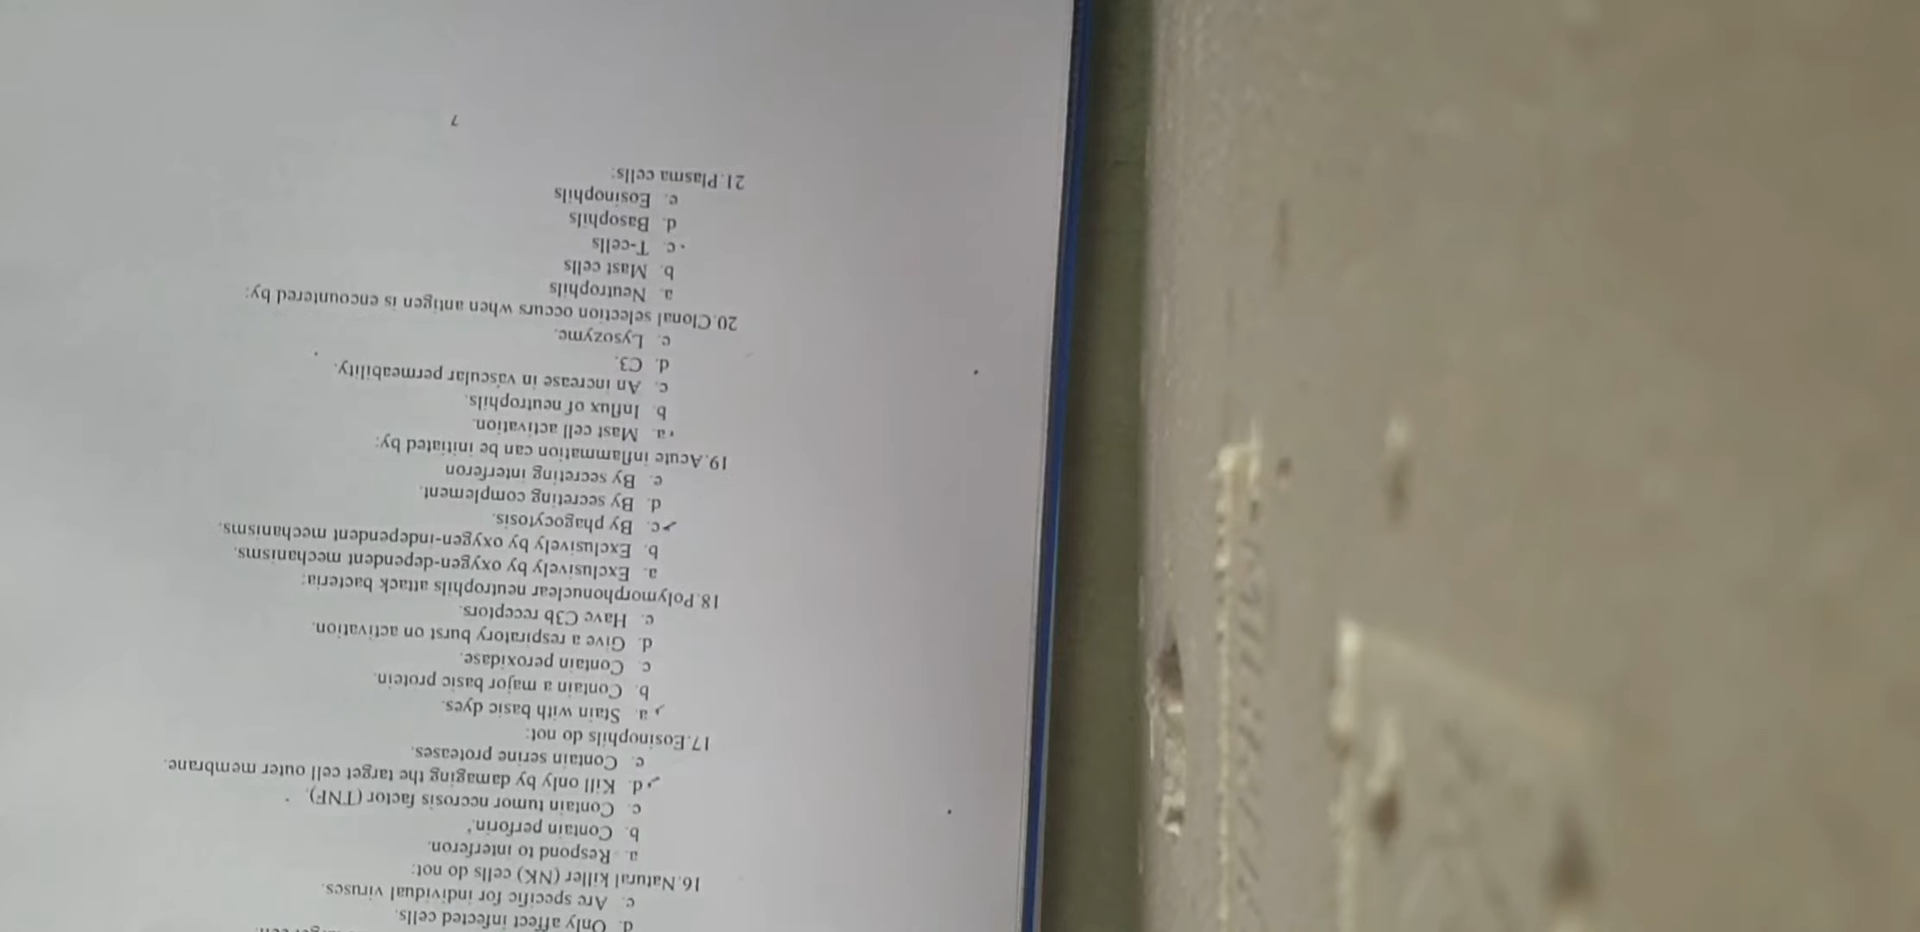 d. Only affect infected cells.
e. Are specific for individual viruses.
16.Natural killer (NK) cells do not:
a. Respond to interferon.
b. Contain perforin.
c. Contain tumor necrosis factor (TNF).
d. Kill only by damaging the target cell outer membrane.
e. Contain serine proteases.
17.Eosinophils do not:
a. Stain with basic dyes.
b. Contain a major basic protein.
c. Contain peroxidase.
d. Give a respiratory burst on activation.
e. Have C3b receptors.
18.Polymorphonuclear neutrophils attack bacteria:
a. Exclusively by oxygen-dependent mechanisms.
b. Exclusively by oxygen-independent mechanisms.
c. By phagocytosis.
d. By secreting complement.
e. By secreting interferon
19.Acute inflammation can be initiated by:
a. Mast cell activation.
b. Influx of neutrophils.
c. An increase in vascular permeability.
d. C3.
e. Lysozyme.
20.Clonal selection occurs when antigen is encountered by:
a. Neutrophils
b. Mast cells
c. T-cells
d. Basophils
e. Eosinophils
21.Plasma cells:
7